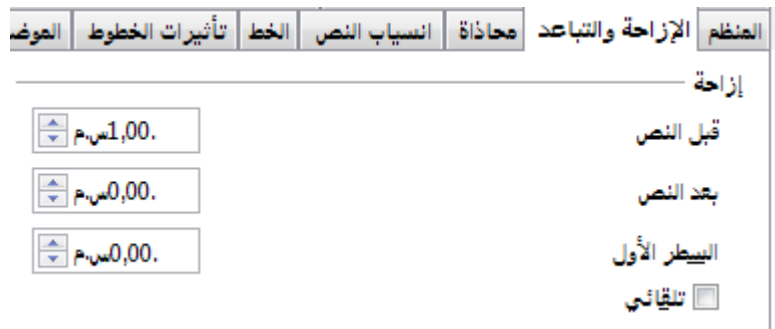 المنظم الإزاحة والتباعد محاذاة انسياب النص الخط تأثيرات الخطوط الموض
إزاحة
قبل النص 1,00س.م.
بعد النص 0,00س.م.
السطر الأول 0,00س.م.
تلقائي